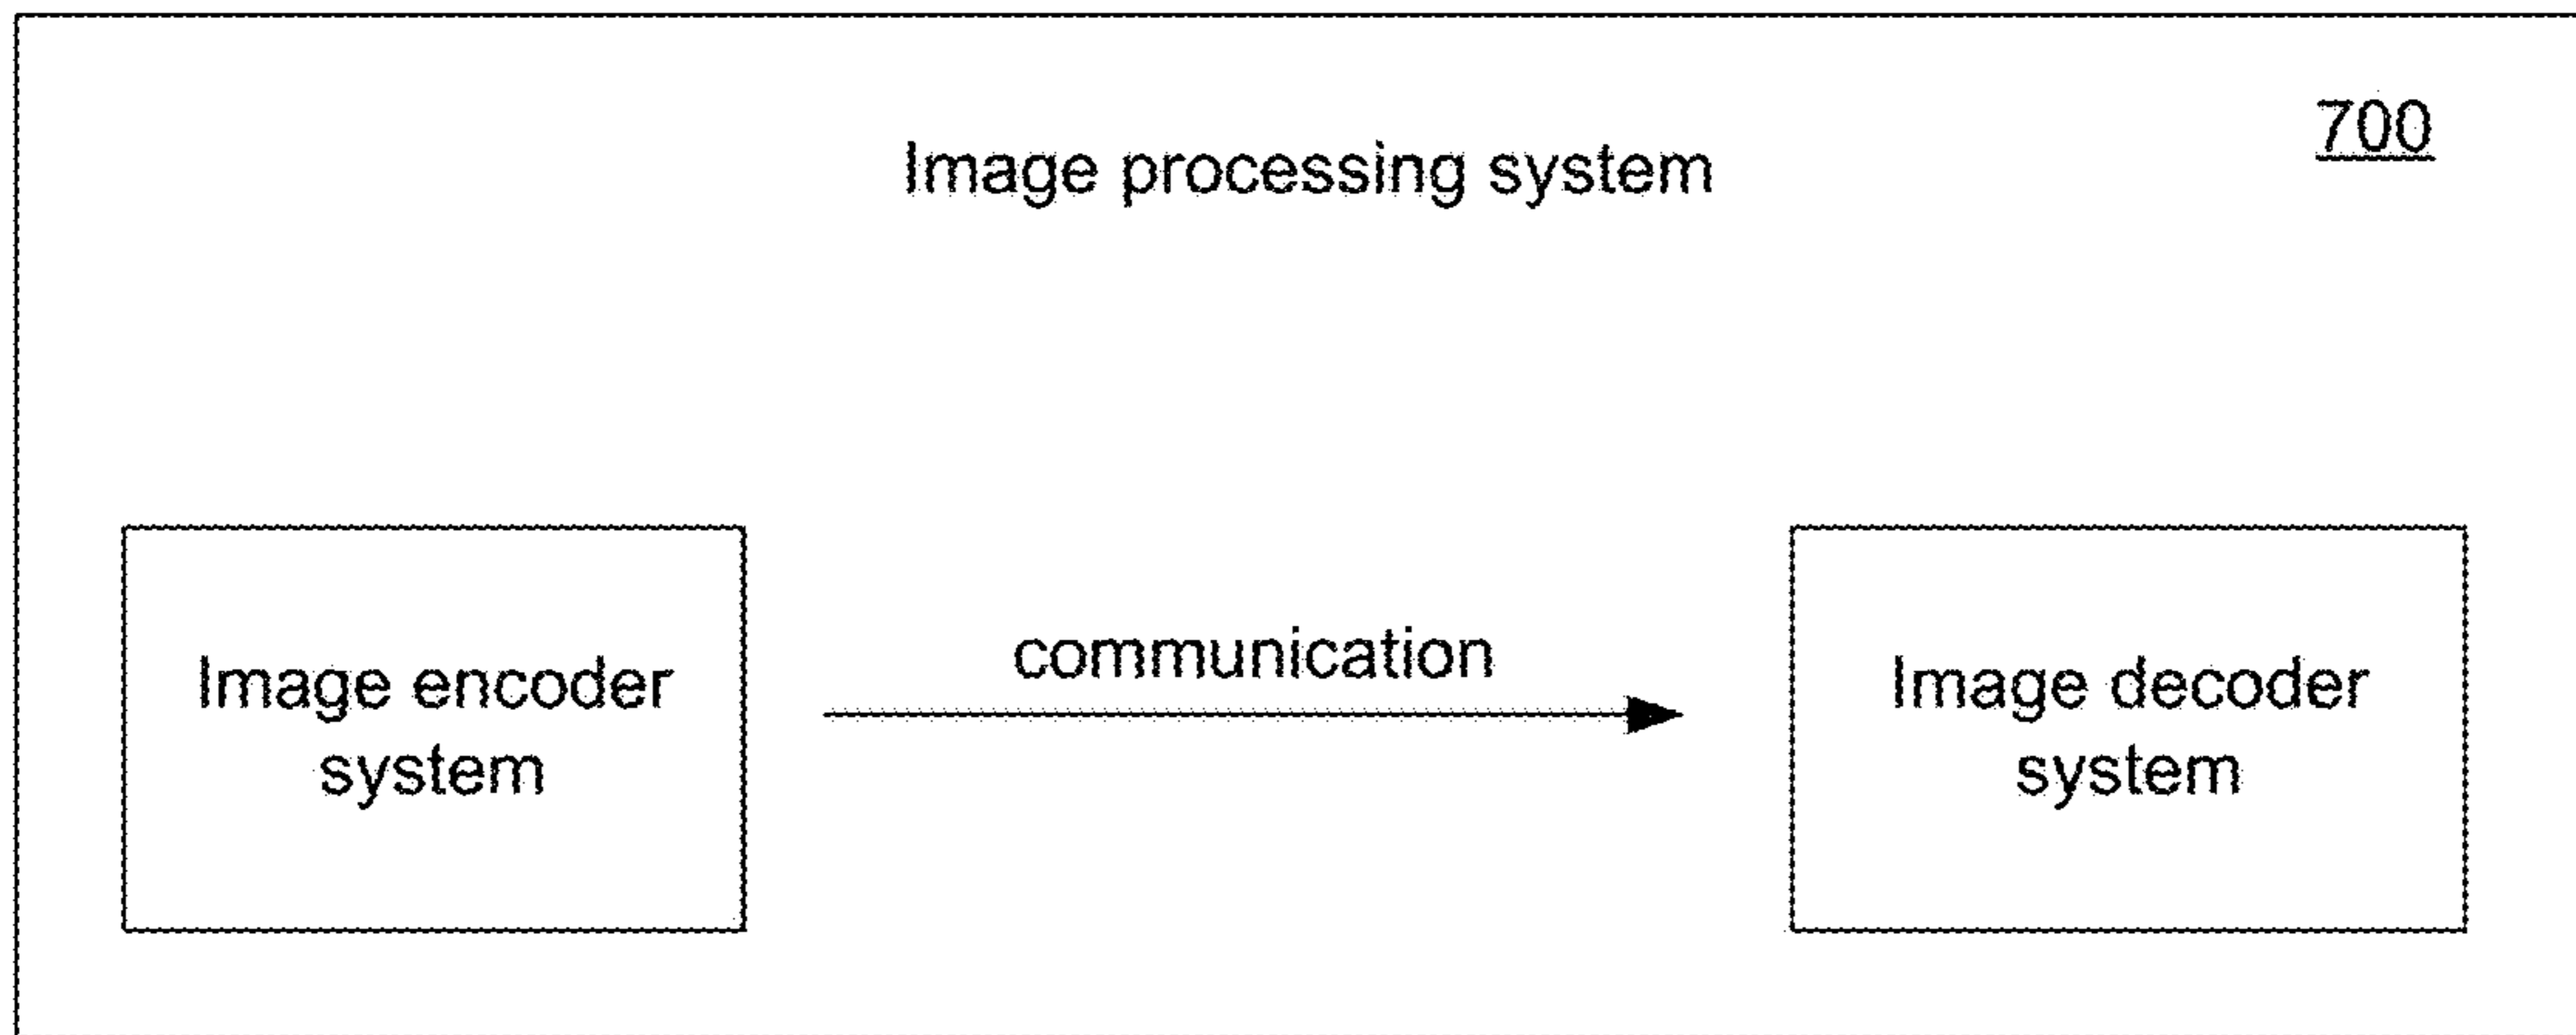 700
Image processing system
Image encoder
system
communication
Image decoder
system